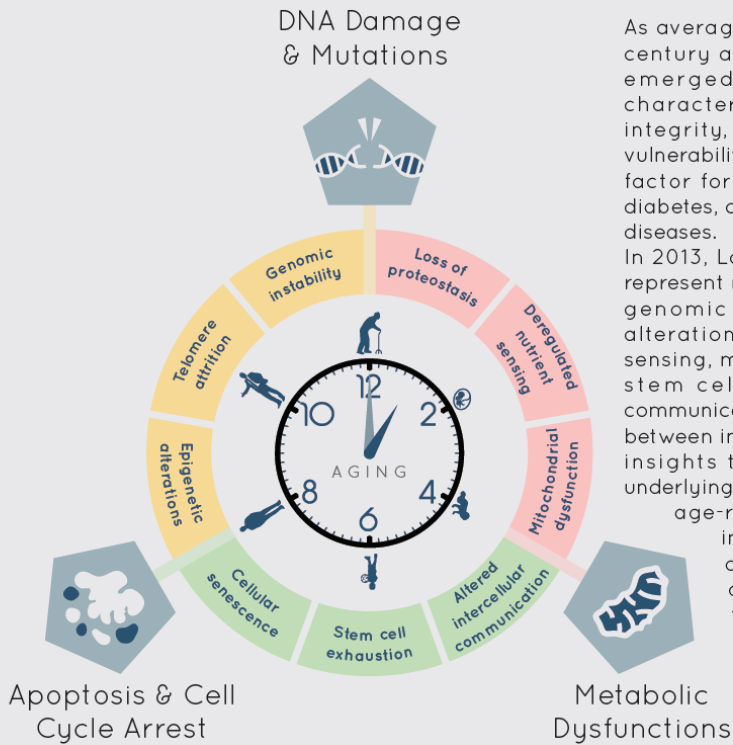 DNA Damage
& Mutations
Genomic
instability
Loss of
proteostasis
Telomere
attrition
Deregulated
nutrient
sensing
Epigenetic
alterations
Mitochondrial
dysfunction
Cellular
senescence
Stem cell
exhaustion
Altered
intercellular
communication
12
2
4
6
8
10
AGING
Apoptosis & Cell
Cycle Arrest
Metabolic
Dysfunctions
As averag
century a
emerged
character
integrity,
vulnerabilit
factor for
diabetes, c
diseases.
In 2013, Lo
represent i
genomic
alteration
sensing, m
stem cel
communica
between in
insights t
underlying
age-r
in